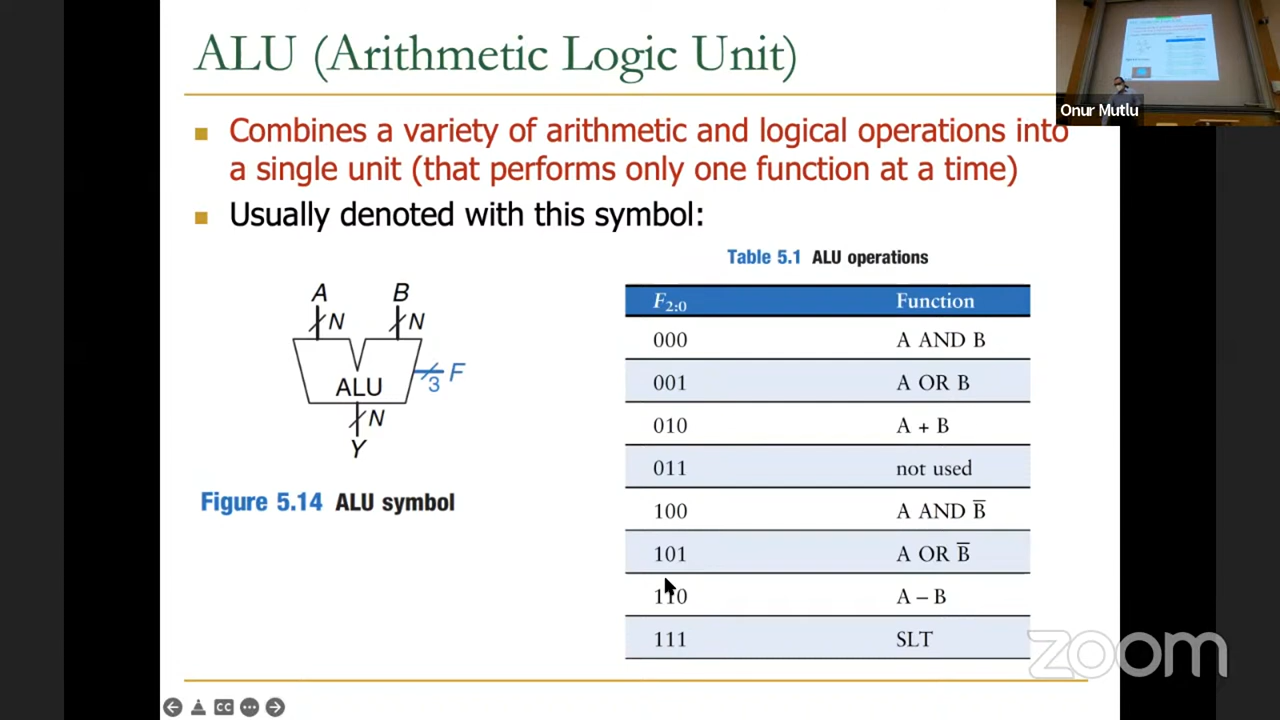 ALU (Arithmetic Logic Unit)
Onur Mutlu
Combines a variety of arithmetic and logical operations into
a single unit (that performs only one function at a time)
Usually denoted with this symbol:
A B
N N
ALU
3 F
N
Y
Figure 5.14 ALU symbol
Table 5.1 ALU operations
F2:0 Function
000 A AND B
001 A OR B
010 A + B
011 not used
100 A AND B̅
101 A OR B̅
110 A – B
111 SLT
zoom
CC